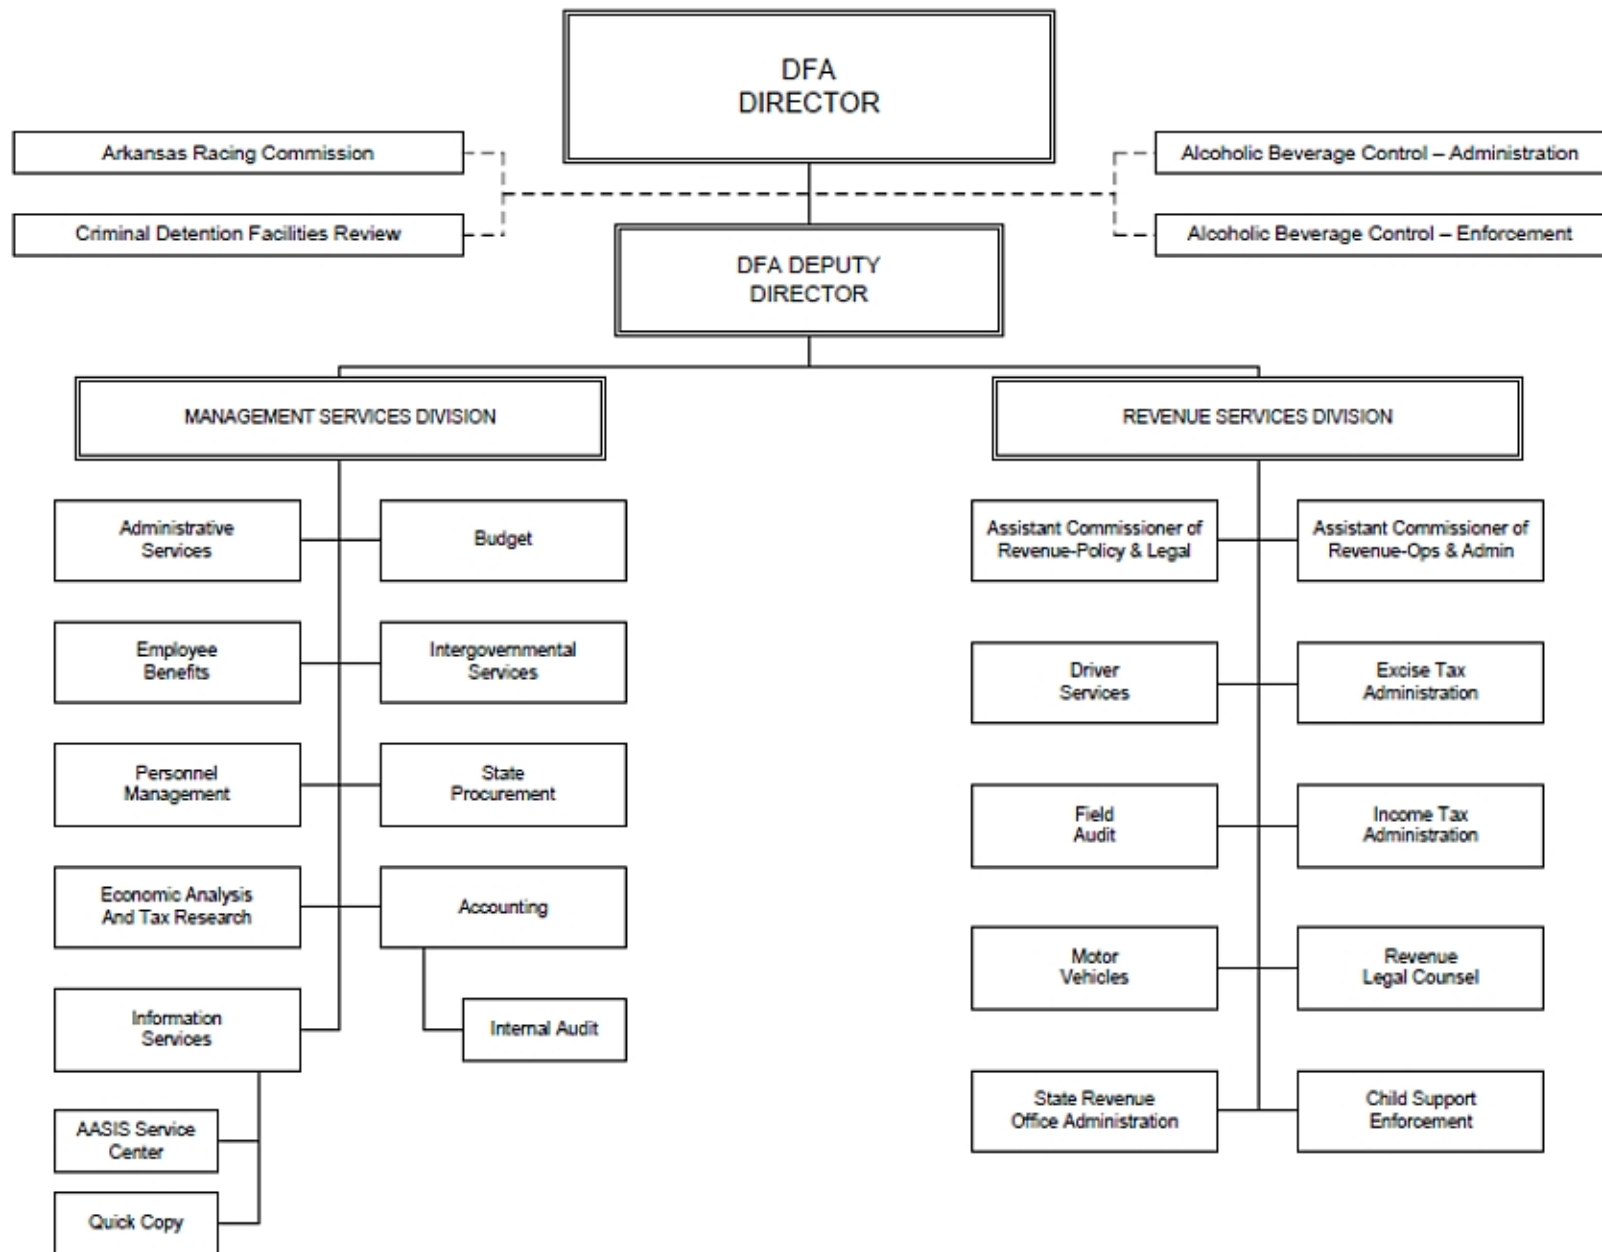 DFA
DIRECTOR
Arkansas Racing Commission
Alcoholic Beverage Control – Administration
Criminal Detention Facilities Review
Alcoholic Beverage Control – Enforcement
DFA DEPUTY
DIRECTOR
MANAGEMENT SERVICES DIVISION
REVENUE SERVICES DIVISION
Administrative
Services
Budget
Assistant Commissioner of
Revenue-Policy & Legal
Assistant Commissioner of
Revenue-Ops & Admin
Employee
Benefits
Intergovernmental
Services
Driver
Services
Excise Tax
Administration
Personnel
Management
State
Procurement
Field
Audit
Income Tax
Administration
Economic Analysis
And Tax Research
Accounting
Motor
Vehicles
Revenue
Legal Counsel
Information
Services
Internal Audit
State Revenue
Office Administration
Child Support
Enforcement
AASIS Service
Center
Quick Copy